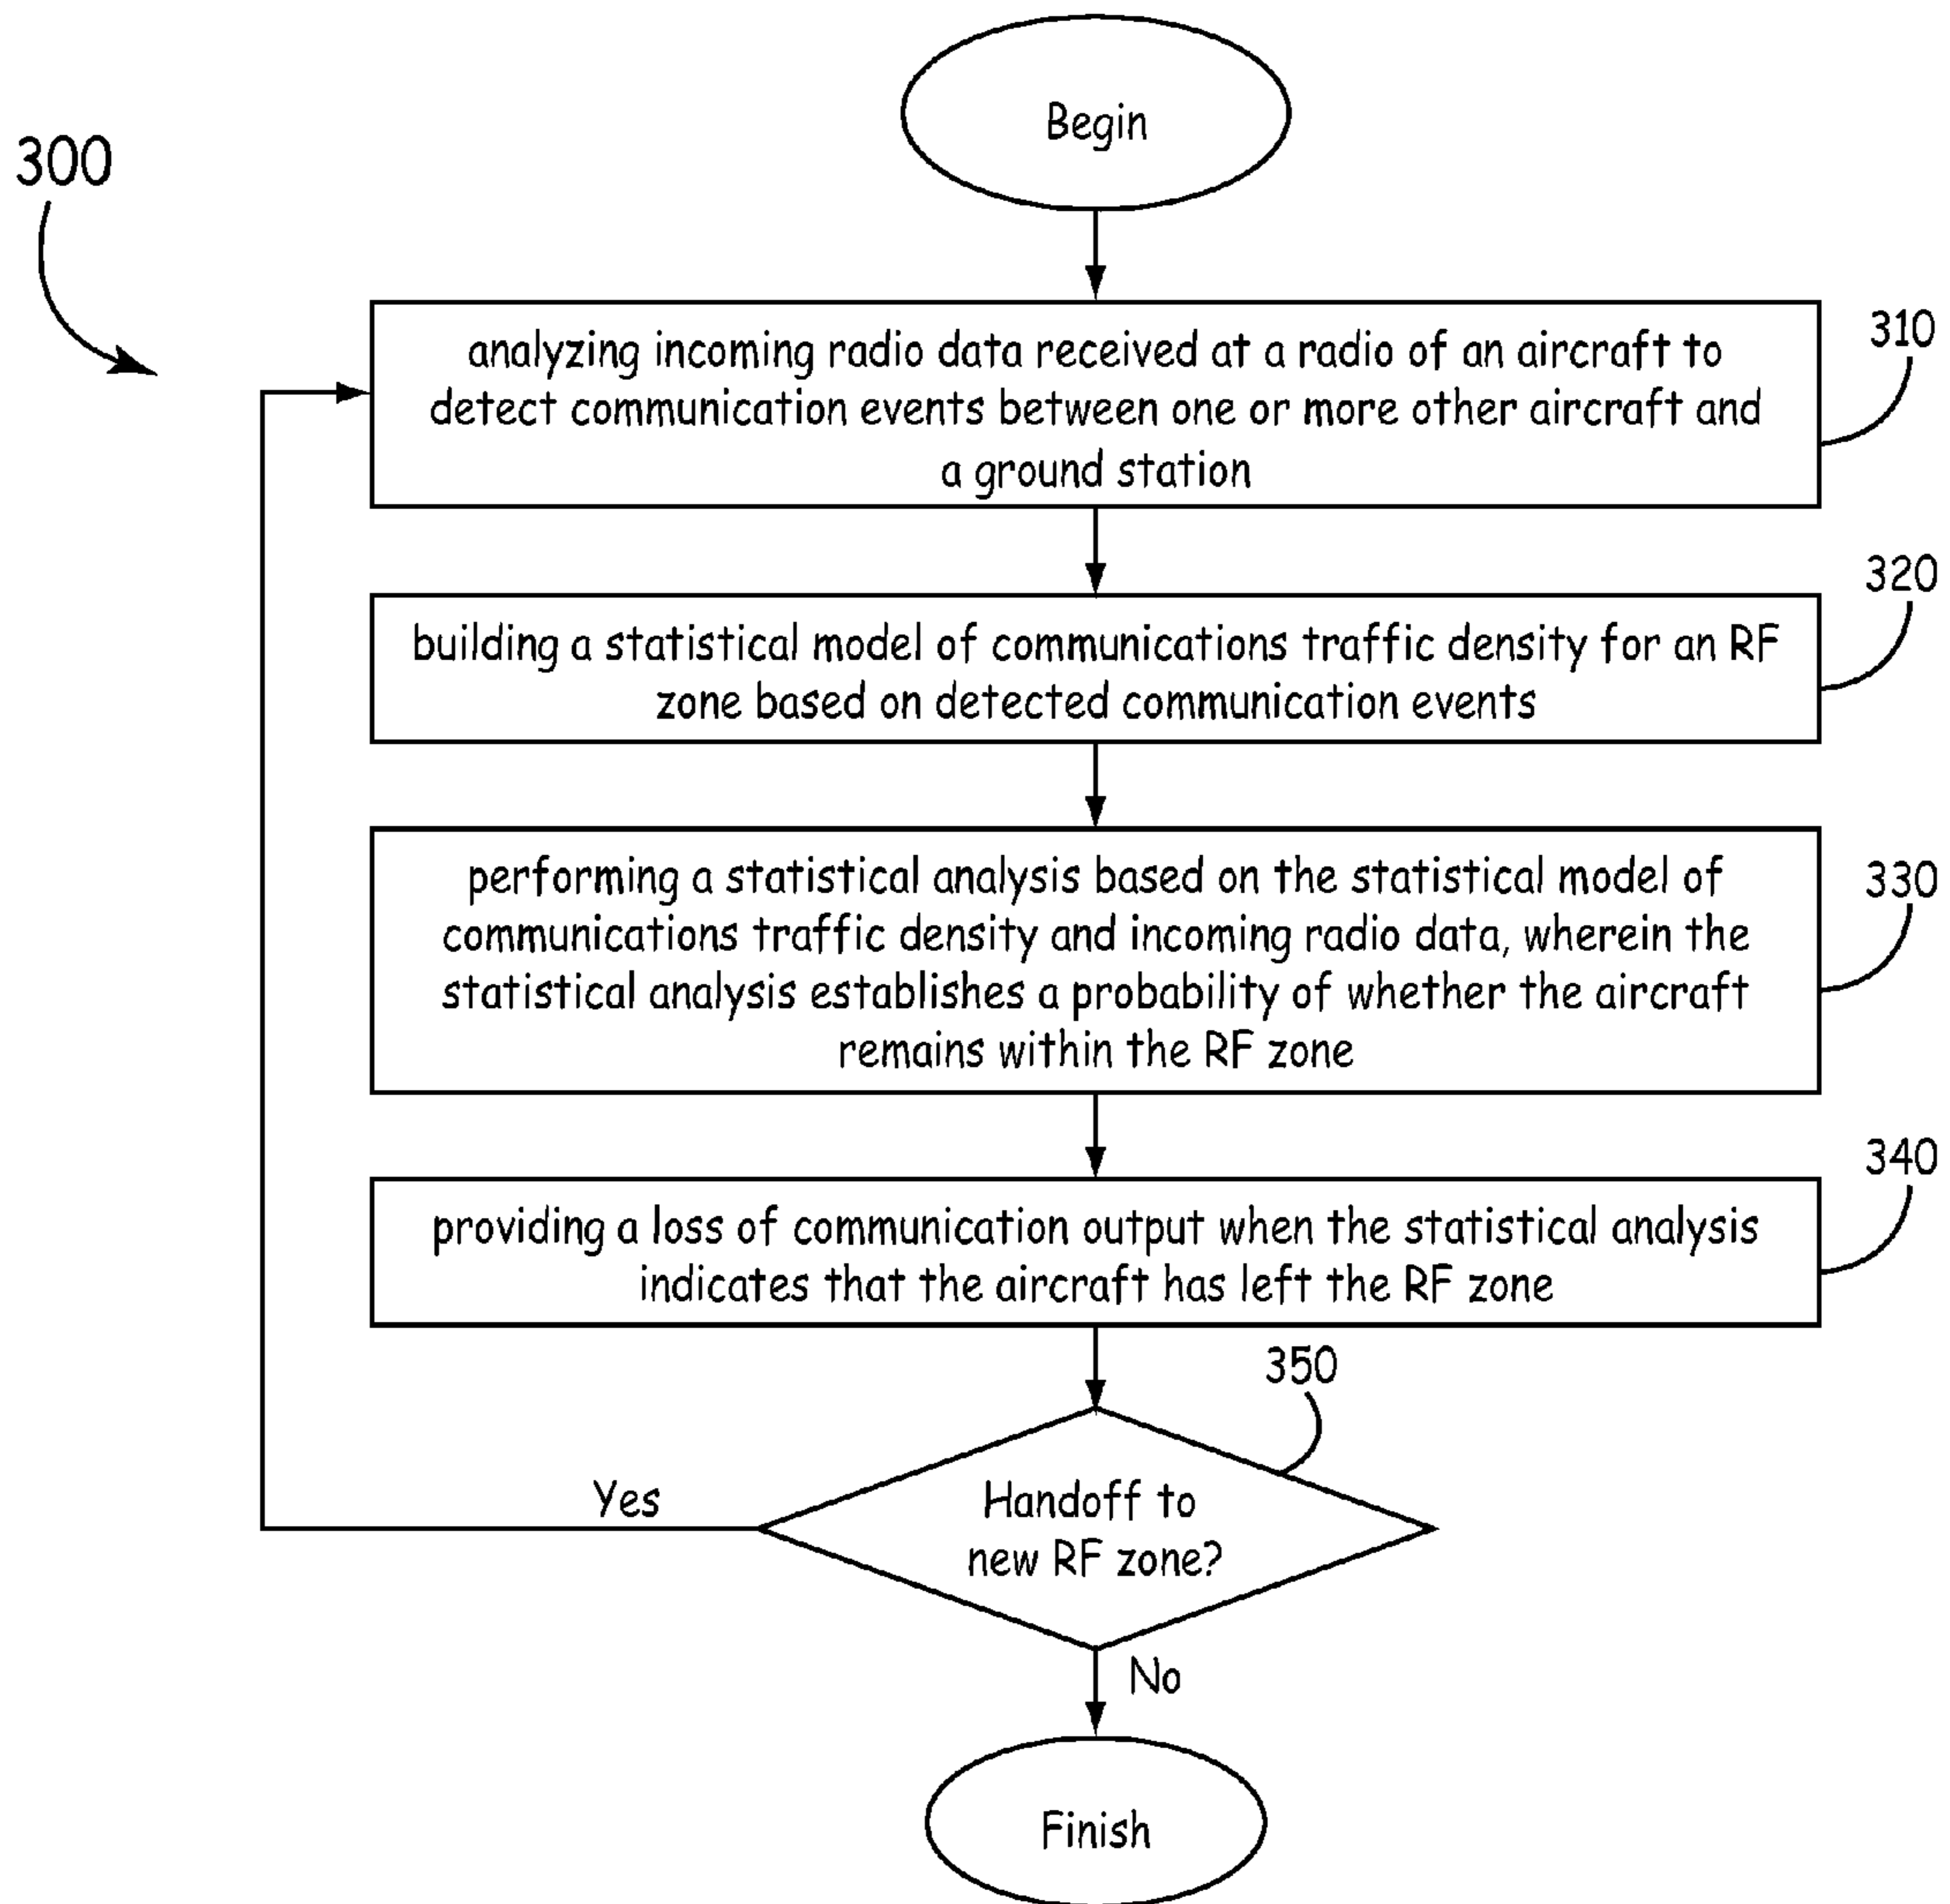 Begin
300
310
analyzing incoming radio data received at a radio of an aircraft to
detect communication events between one or more other aircraft and
a ground station
320
building a statistical model of communications traffic density for an RF
zone based on detected communication events
330
performing a statistical analysis based on the statistical model of
communications traffic density and incoming radio data, wherein the
statistical analysis establishes a probability of whether the aircraft
remains within the RF zone
340
providing a loss of communication output when the statistical analysis
indicates that the aircraft has left the RF zone
350
Yes
Handoff to
new RF zone?
No
Finish